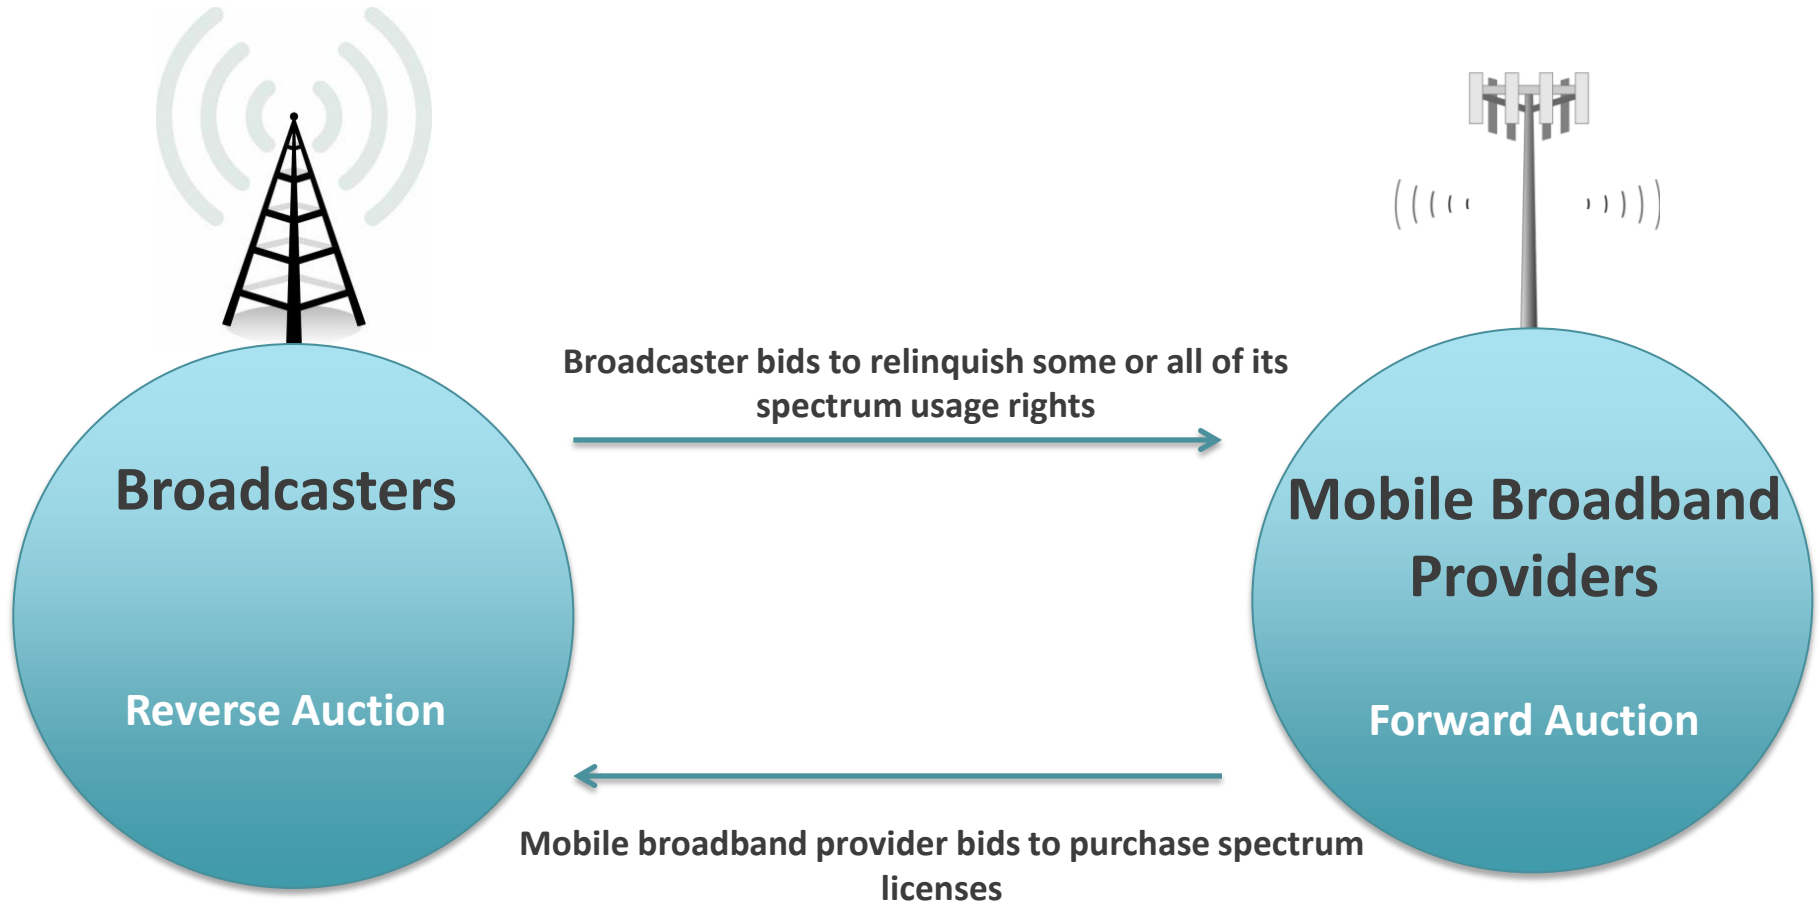 Broadcaster bids to relinquish some or all of its
spectrum usage rights
Broadcasters
Reverse Auction
Mobile Broadband
Providers
Forward Auction
Mobile broadband provider bids to purchase spectrum
licenses